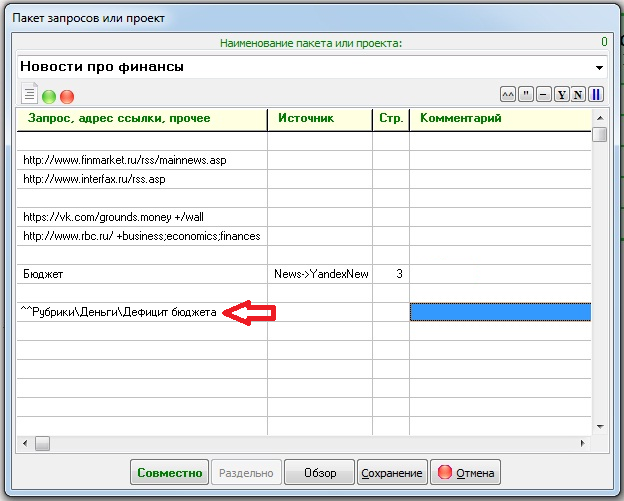 Пакет запросов или проект
Наименование пакета или проекта: 0
Новости про финансы
^^ " – Y N ||
Запрос, адрес ссылки, прочее Источник Стр. Комментарий
http://www.finmarket.ru/rss/mainnews.asp
http://www.interfax.ru/rss.asp
https://vk.com/grounds.money +/wall
http://www.rbc.ru/ +business;economics;finances
Бюджет News->YandexNew 3
^^Рубрики\Деньги\Дефицит бюджета
Совместно Раздельно Обзор Сохранение Отмена